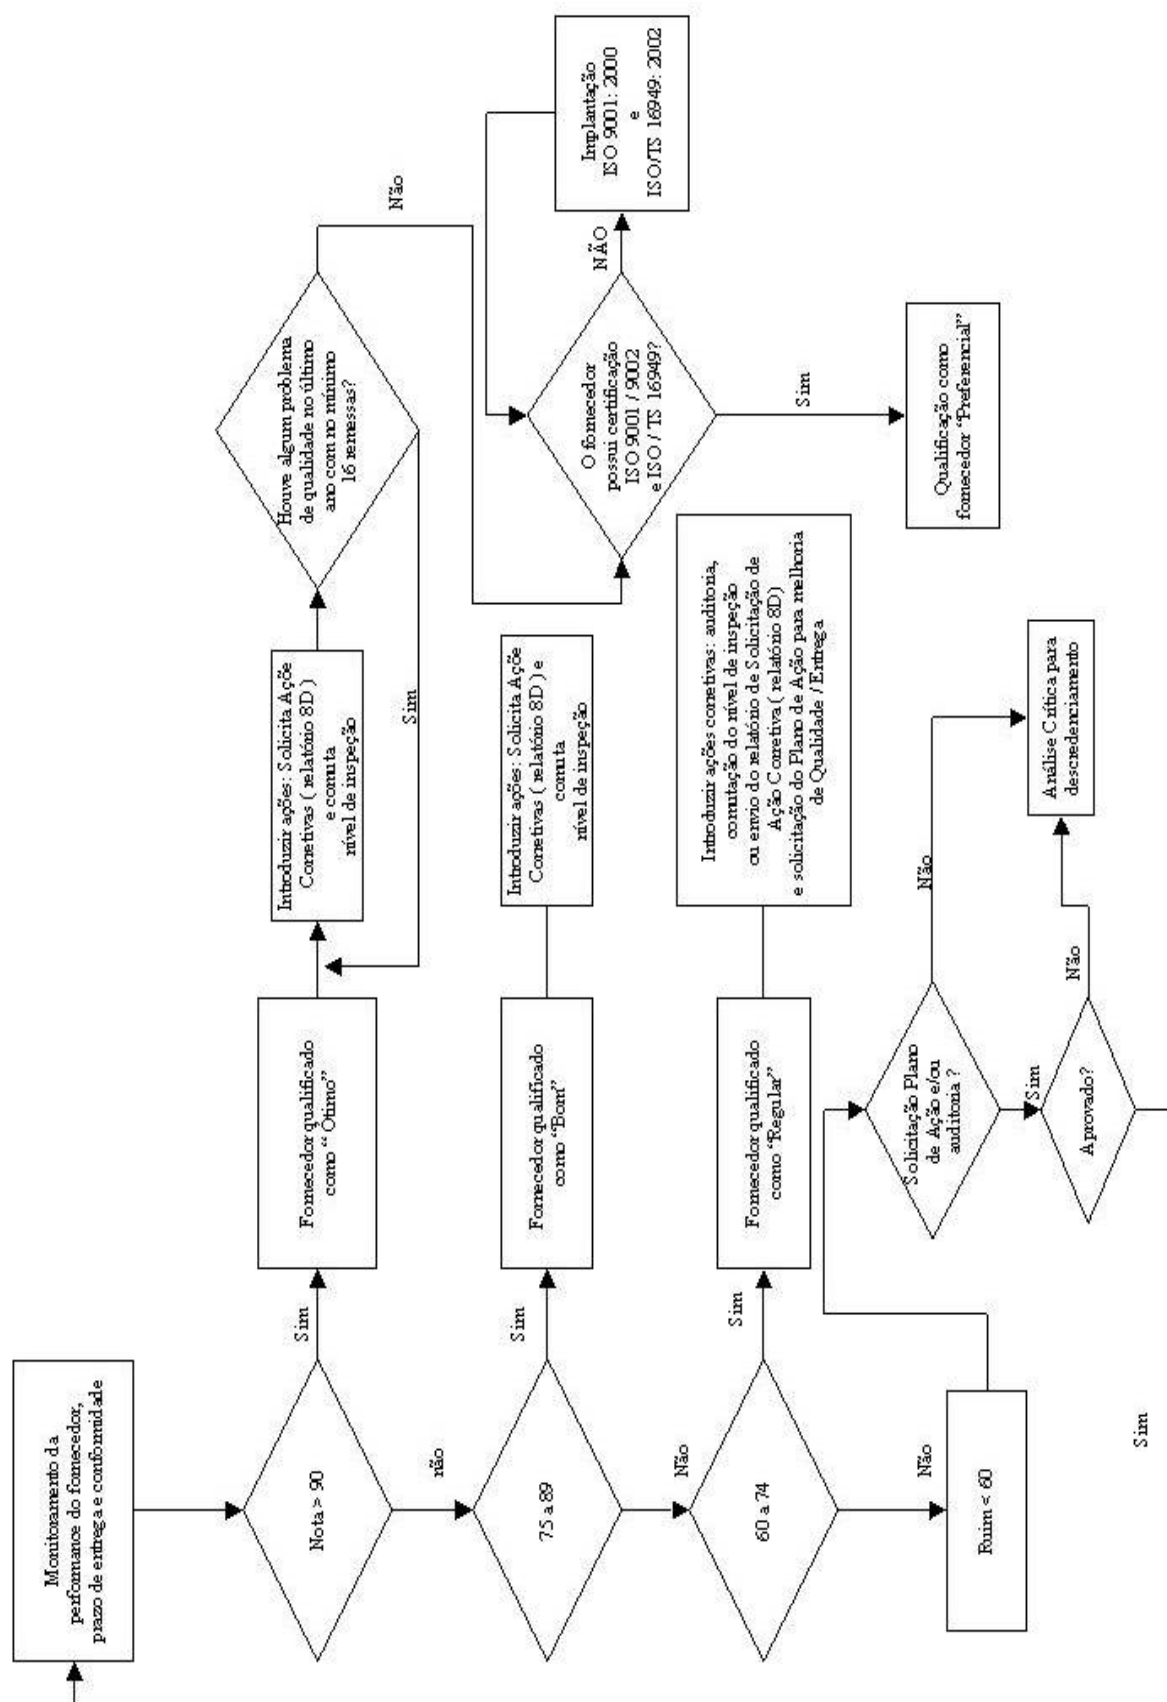 Monitoramento da
performance do fornecedor,
prazo de entrega e conformidade
Nota > 90
Sim
Fornecedor qualificado
como “ Ótimo”
Introduzir ações: Solicita Açõe
Corretivas ( relatório 8D )
e comuta
nível de inspeção
Houve algum problema
de qualidade no último
ano com no mínimo
16 remessas?
Sim
Não
não
75 a 89
Sim
Fornecedor qualificado
como “Bom”
Introduzir ações: Solicita Açõe
Corretivas ( relatório 8D ) e
comuta
nível de inspeção
O fornecedor
possui certificação
ISO 9001 / 9002
e ISO / TS 16949?
NÃO
Implantação
ISO 9001: 2000
e
ISO/TS 16949: 2002
Sim
Qualificação como
fornecedor “Preferencial”
Não
60 a 74
Sim
Fornecedor qualificado
como “Regular”
Introduzir ações corretivas: auditoria,
comutação do nível de inspeção
ou envio do relatório de Solicitação de
Ação Corretiva ( relatório 8D)
e solicitação do Plano de Ação para melhoria
de Qualidade / Entrega
Não
Ruim < 60
Solicitação Plano
de Ação e/ou
auditoria ?
Não
Sim
Aprovado?
Não
Análise Crítica para
descredenciamento
Sim